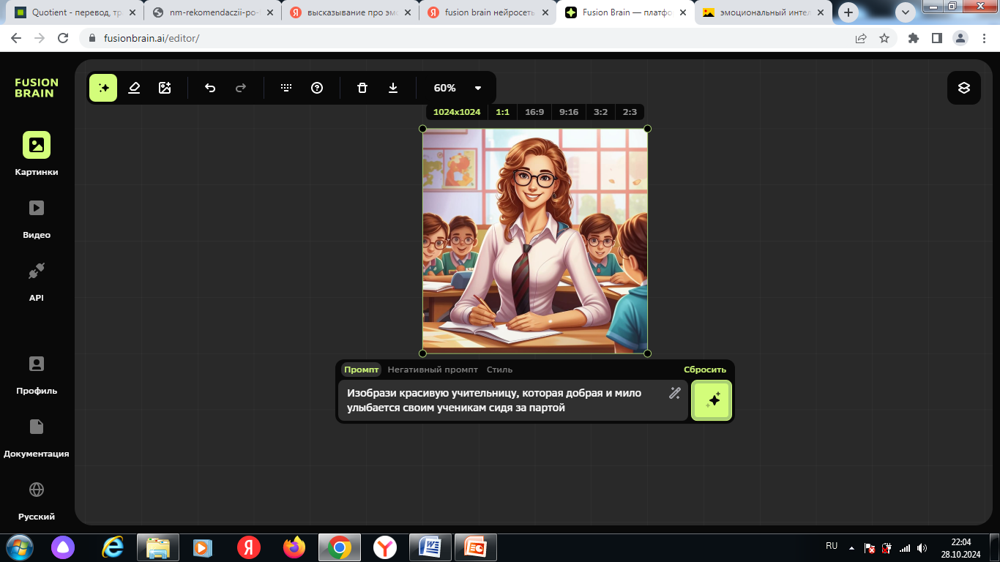 Quotient - перевод, тр
nm-rekomendaczii-po-
высказывание про эмо
fusion brain нейросеть
Fusion Brain — платфо
эмоциональный интел
fusionbrain.ai/editor/
FUSION
BRAIN
60%
1024x1024 1:1 16:9 9:16 3:2 2:3
Картинки
Видео
API
Профиль
Документация
Русский
Промпт Негативный промпт Стиль Сбросить
Изобрази красивую учительницу, которая добрая и мило
улыбается своим ученикам сидя за партой
RU
22:04
28.10.2024